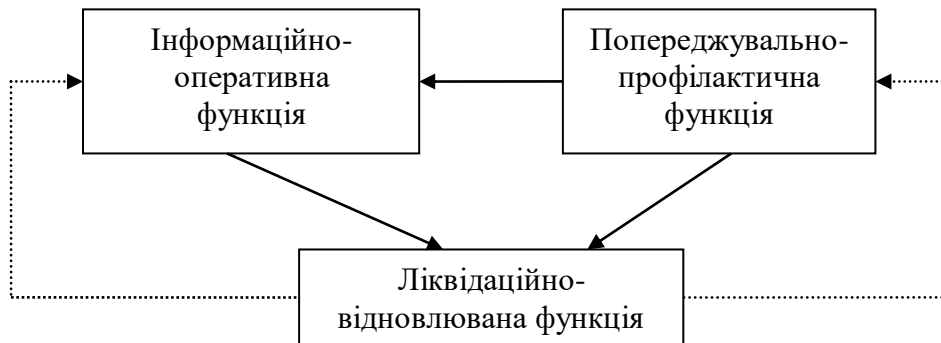 Інформаційно-
оперативна
функція
Попереджувально-
профілактична
функція
Ліквідаційно-
відновлювана функція